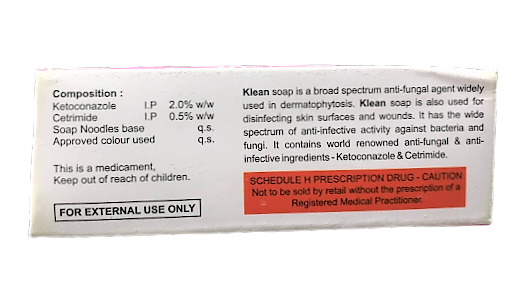 Composition :
Ketoconazole I.P 2.0% w/w
Cetrimide I.P 0.5% w/w
Soap Noodles base q.s.
Approved colour used q.s.
This is a medicament,
Keep out of reach of children.
FOR EXTERNAL USE ONLY
Klean soap is a broad spectrum anti-fungal agent widely
used in dermatophytosis. Klean soap is also used for
disinfecting skin surfaces and wounds. It has the wide
spectrum of anti-infective activity against bacteria and
fungi. It contains world renowned anti-fungal & anti-
infective ingredients - Ketoconazole & Cetrimide.
SCHEDULE H PRESCRIPTION DRUG - CAUTION
Not to be sold by retail without the prescription of a
Registered Medical Practitioner.